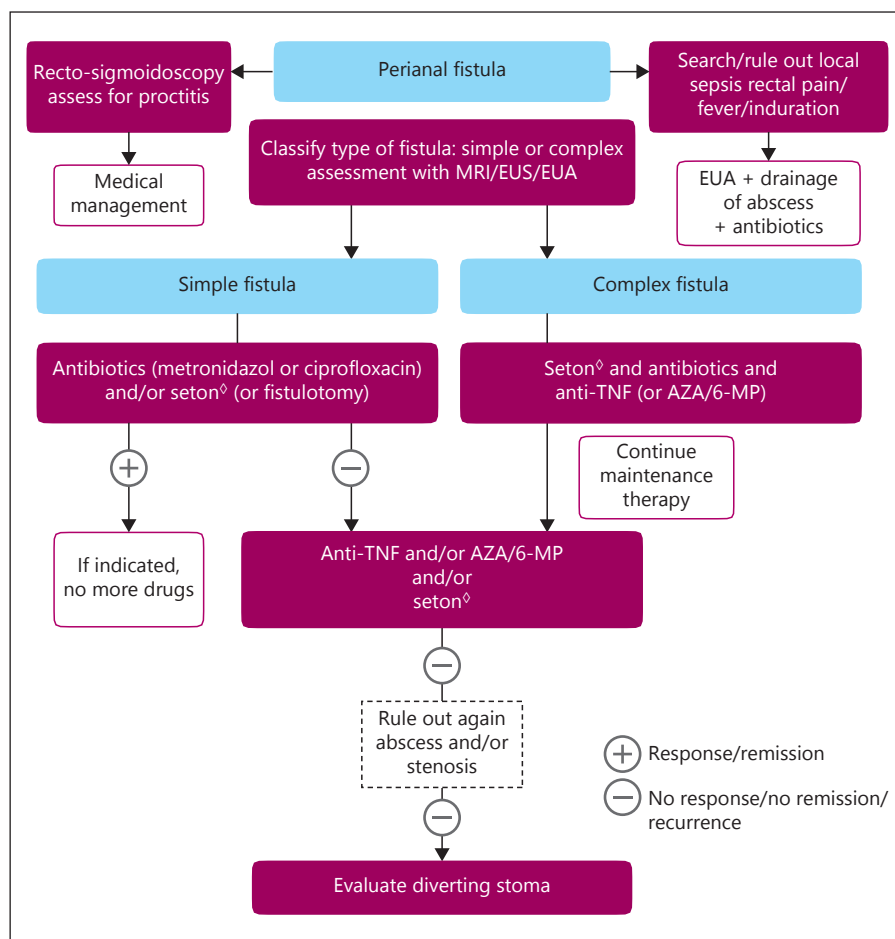 Perianal fistula
Recto-sigmoidoscopy
assess for proctitis
Search/rule out local
sepsis rectal pain/
fever/induration
Medical
management
Classify type of fistula: simple or complex
assessment with MRI/EUS/EUA
EUA + drainage
of abscess
+ antibiotics
Simple fistula
Complex fistula
Antibiotics (metronidazol or ciprofloxacin)
and/or seton◊ (or fistulotomy)
Seton◊ and antibiotics and
anti-TNF (or AZA/6-MP)
+
−
Continue
maintenance
therapy
If indicated,
no more drugs
Anti-TNF and/or AZA/6-MP
and/or
seton◊
−
Rule out again
abscess and/or
stenosis
−
Evaluate diverting stoma
+ Response/remission
− No response/no remission/
recurrence